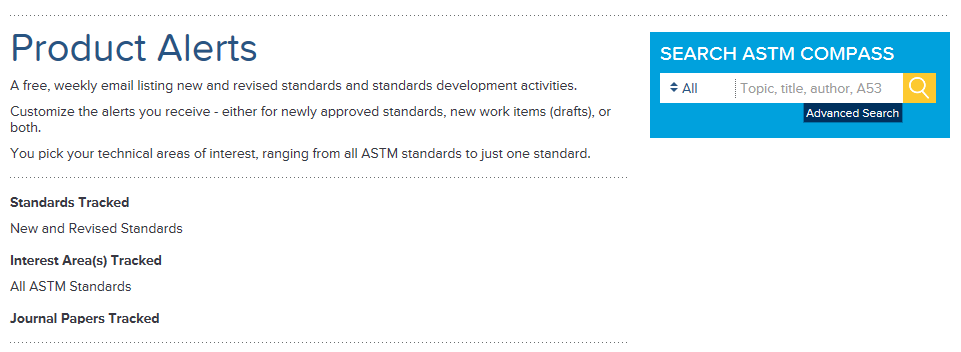 Product Alerts
A free, weekly email listing new and revised standards and standards development activities.
Customize the alerts you receive - either for newly approved standards, new work items (drafts), or
both.
You pick your technical areas of interest, ranging from all ASTM standards to just one standard.
Standards Tracked
New and Revised Standards
Interest Area(s) Tracked
All ASTM Standards
Journal Papers Tracked
SEARCH ASTM COMPASS
All Topic, title, author, A53
Advanced Search